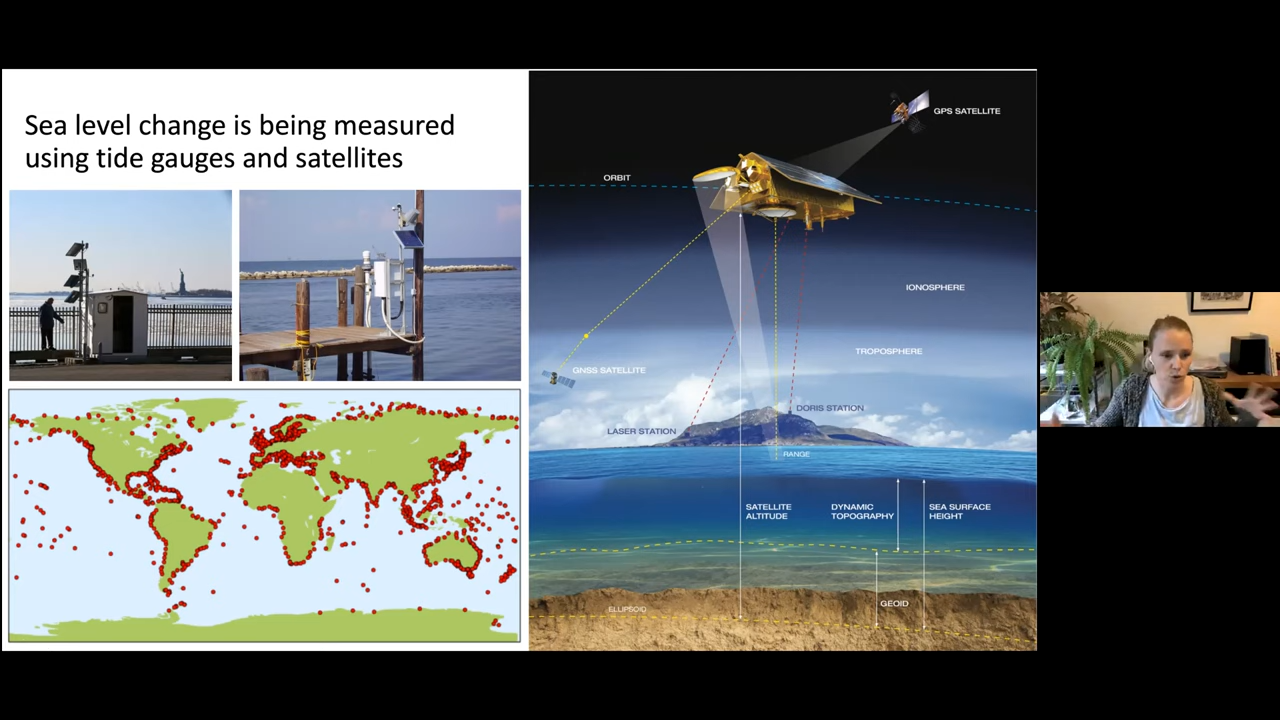 Sea level change is being measured
using tide gauges and satellites
GPS SATELLITE
ORBIT
IONOSPHERE
TROPOSPHERE
GNSS SATELLITE
DORIS STATION
LASER STATION
RANGE
SATELLITE
ALTITUDE
DYNAMIC
TOPOGRAPHY
SEA SURFACE
HEIGHT
GEOID
ELLIPSOID